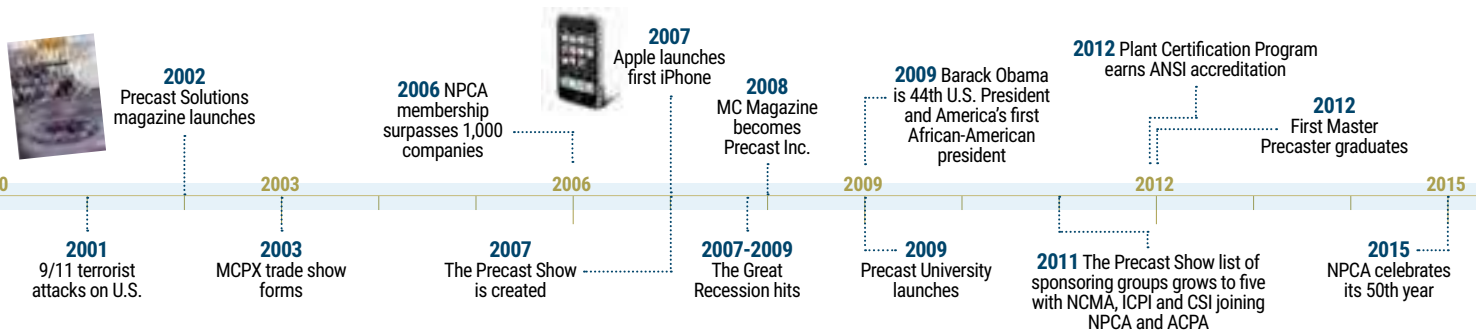 2002
Precast Solutions
magazine launches
2006 NPCA
membership
surpasses 1,000
companies
2007
Apple launches
first iPhone
2008
MC Magazine
becomes
Precast Inc.
2009 Barack Obama
is 44th U.S. President
and America's first
African-American
president
2012 Plant Certification Program
earns ANSI accreditation
2012
First Master
Precaster graduates
0
2003
2006
2009
2012
2015
2001
9/11 terrorist
attacks on U.S.
2003
MCPX trade show
forms
2007
The Precast Show
is created
2007-2009
The Great
Recession hits
2009
Precast University
launches
2011 The Precast Show list of
sponsoring groups grows to five
with NCMA, ICPI and CSI joining
NPCA and ACPA
2015
NPCA celebrates
its 50th year